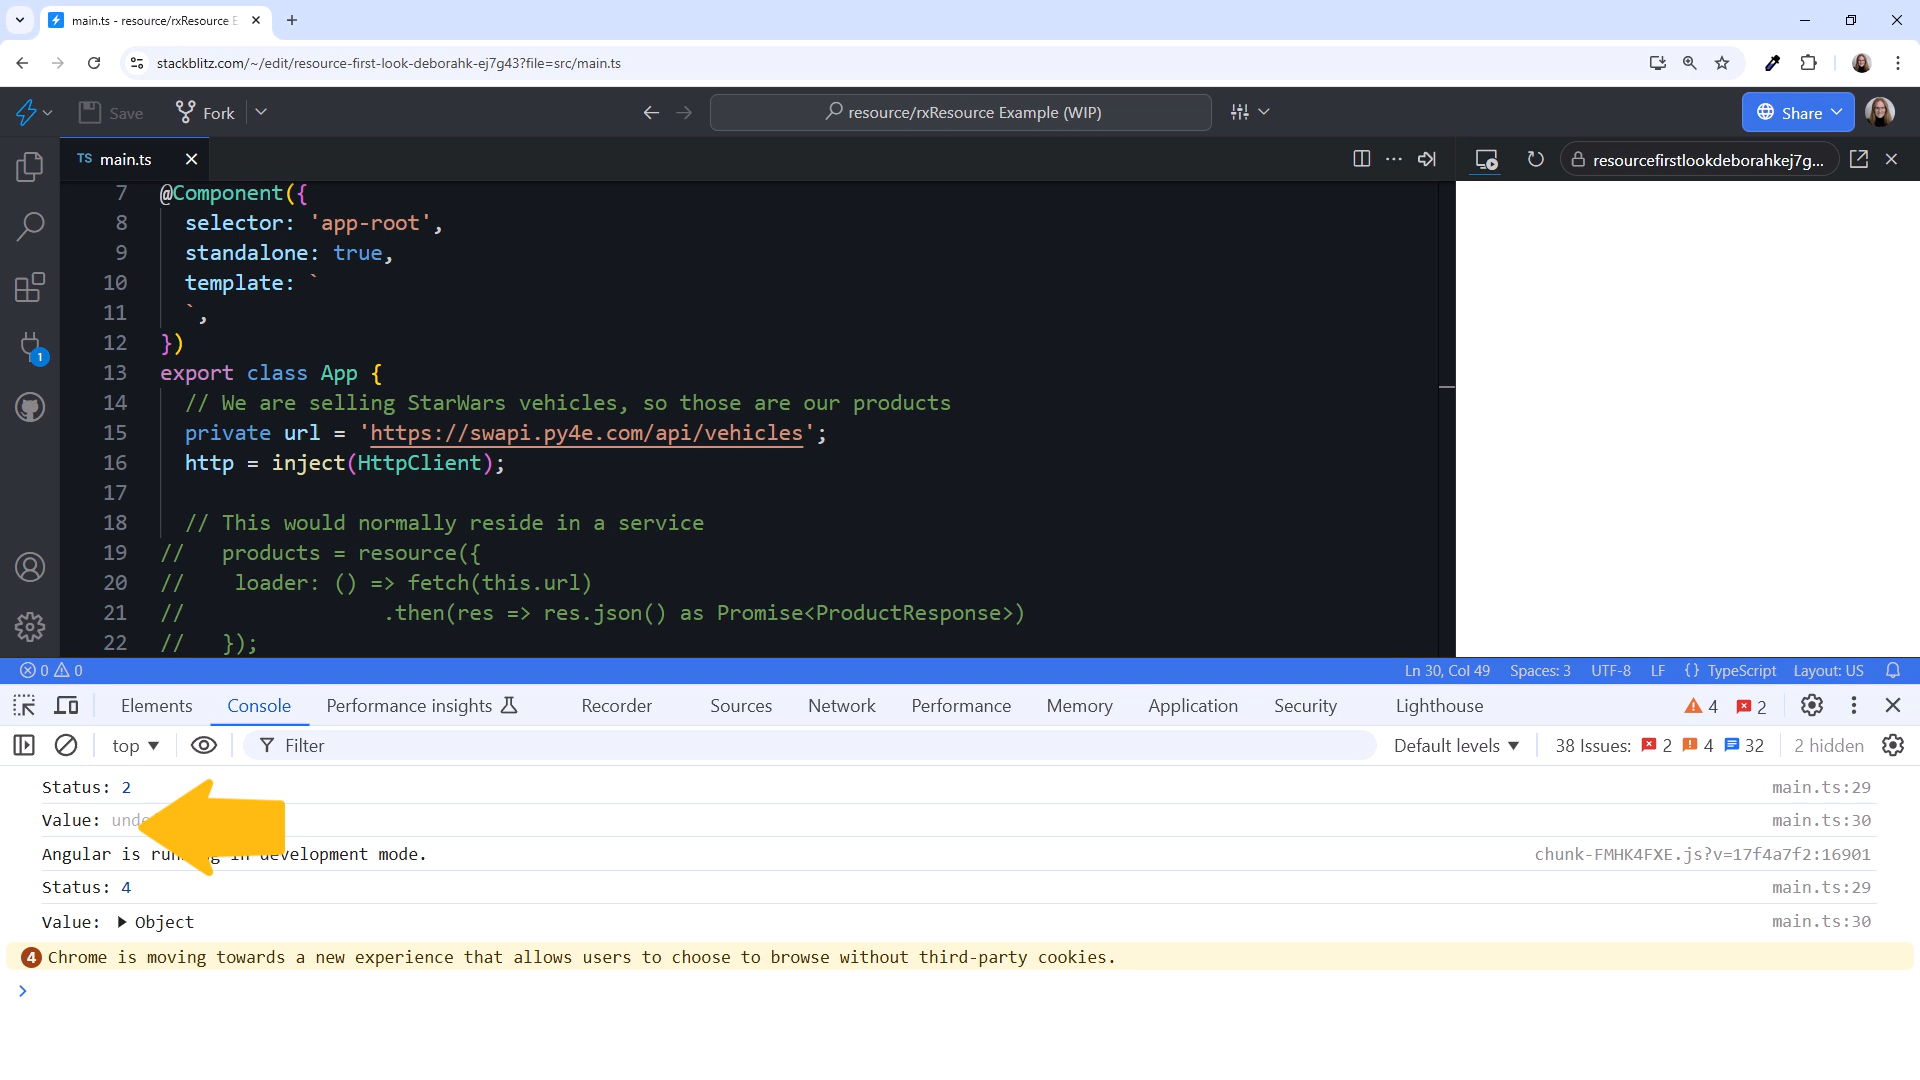 main.ts - resource/rxResource E
stackblitz.com/~/edit/resource-first-look-deborahk-ej7g43?file=src/main.ts
Save
Fork
resource/rxResource Example (WIP)
Share
TS main.ts
resourcefirstlookdeborahkej7g...
7 @Component({
8 selector: 'app-root',
9 standalone: true,
10 template: `
11 `,
12 })
13 export class App {
14 // We are selling StarWars vehicles, so those are our products
15 private url = 'https://swapi.py4e.com/api/vehicles';
16 http = inject(HttpClient);
17
18 // This would normally reside in a service
19 // products = resource({
20 // loader: () => fetch(this.url)
21 // .then(res => res.json() as Promise<ProductResponse>)
22 // });
1
0 0 Ln 30, Col 49 Spaces: 3 UTF-8 LF {} TypeScript Layout: US
Elements Console Performance insights Recorder Sources Network Performance Memory Application Security Lighthouse 4 2
top Filter Default levels 38 Issues: 2 4 32 2 hidden
Status: 2 main.ts:29
Value: main.ts:30
Angular is in development mode. chunk-FMHK4FXE.js?v=17f4a7f2:16901
Status: 4 main.ts:29
Value: Object main.ts:30
4 Chrome is moving towards a new experience that allows users to choose to browse without third-party cookies.